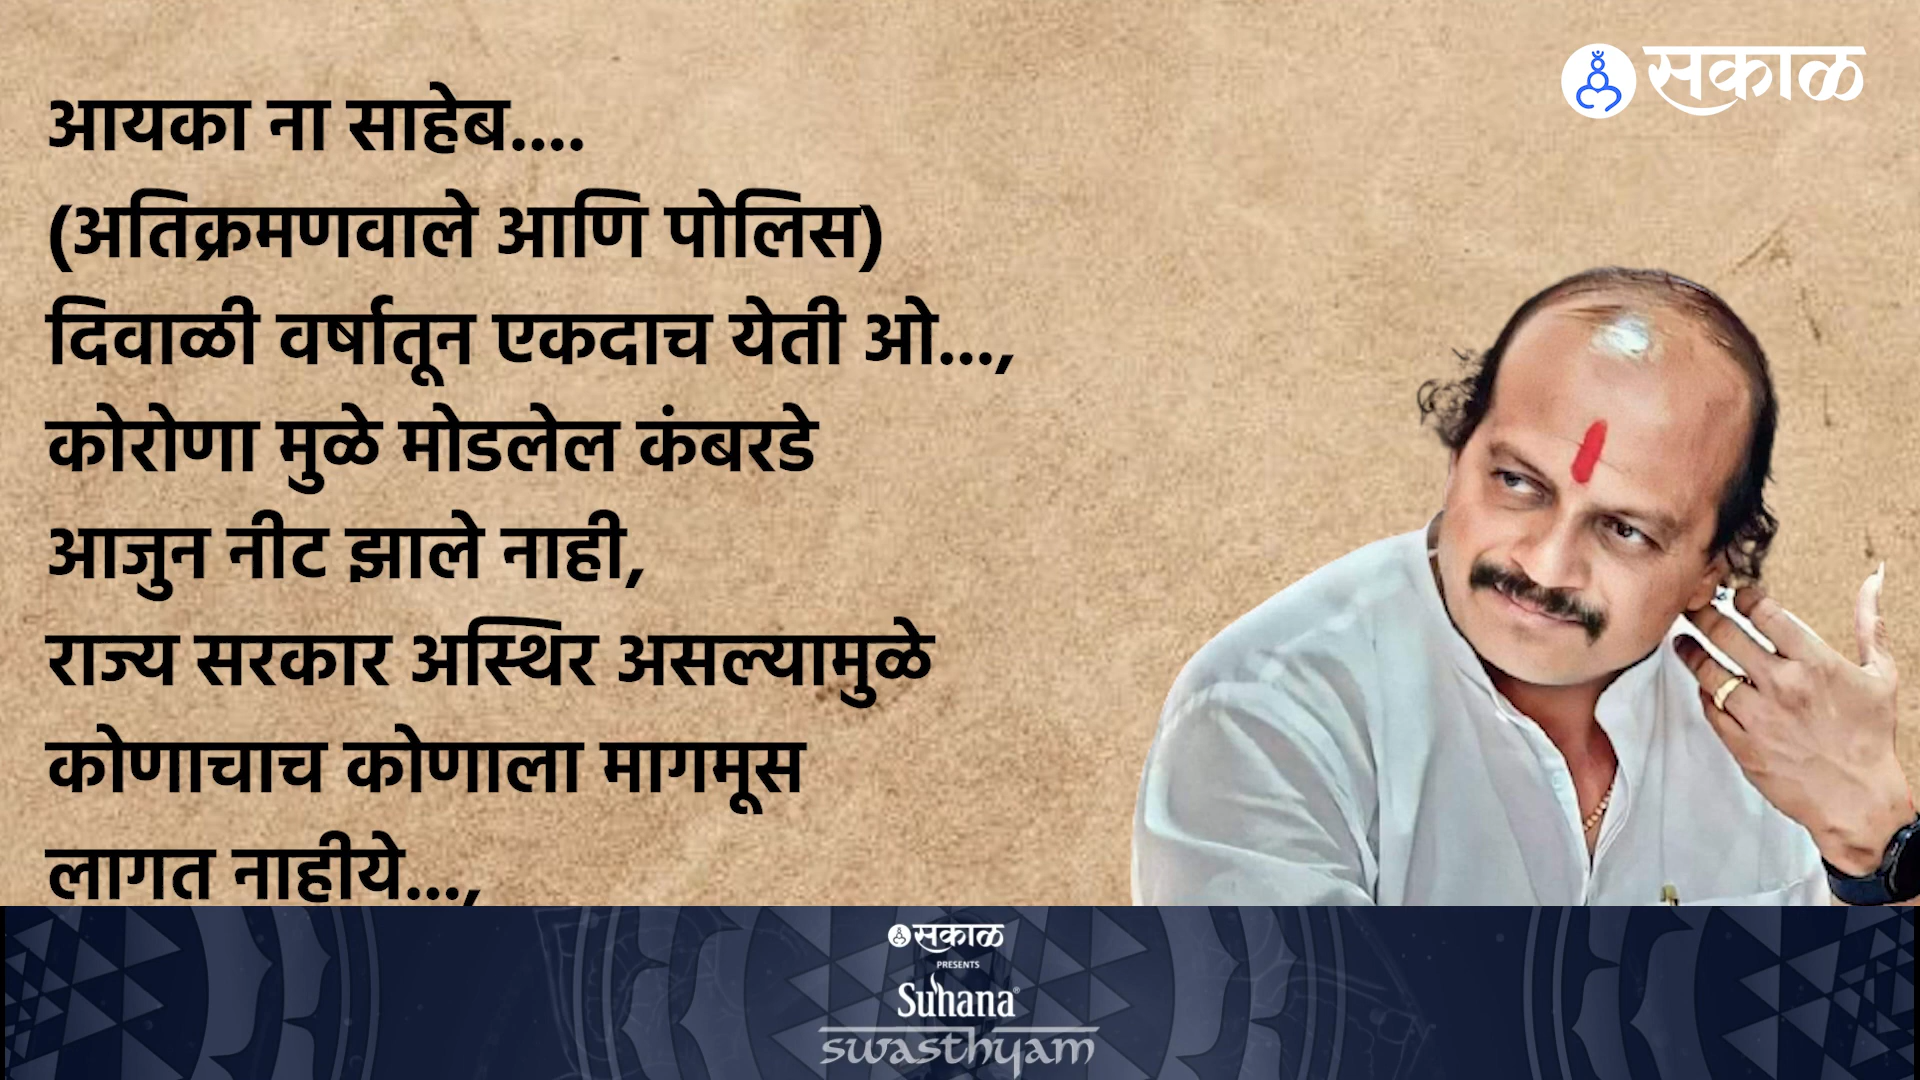 सकाळ
आयका ना साहेब....
(अतिक्रमणवाले आणि पोलिस)
दिवाळी वर्षातून एकदाच येती ओ...,
कोरोणा मुळे मोडलेल कंबरडे
आजुन नीट झाले नाही,
राज्य सरकार अस्थिर असल्यामुळे
कोणाचाच कोणाला मागमूस
लागत नाहीये...,
सकाळ
PRESENTS
Suhana®
swasthyam